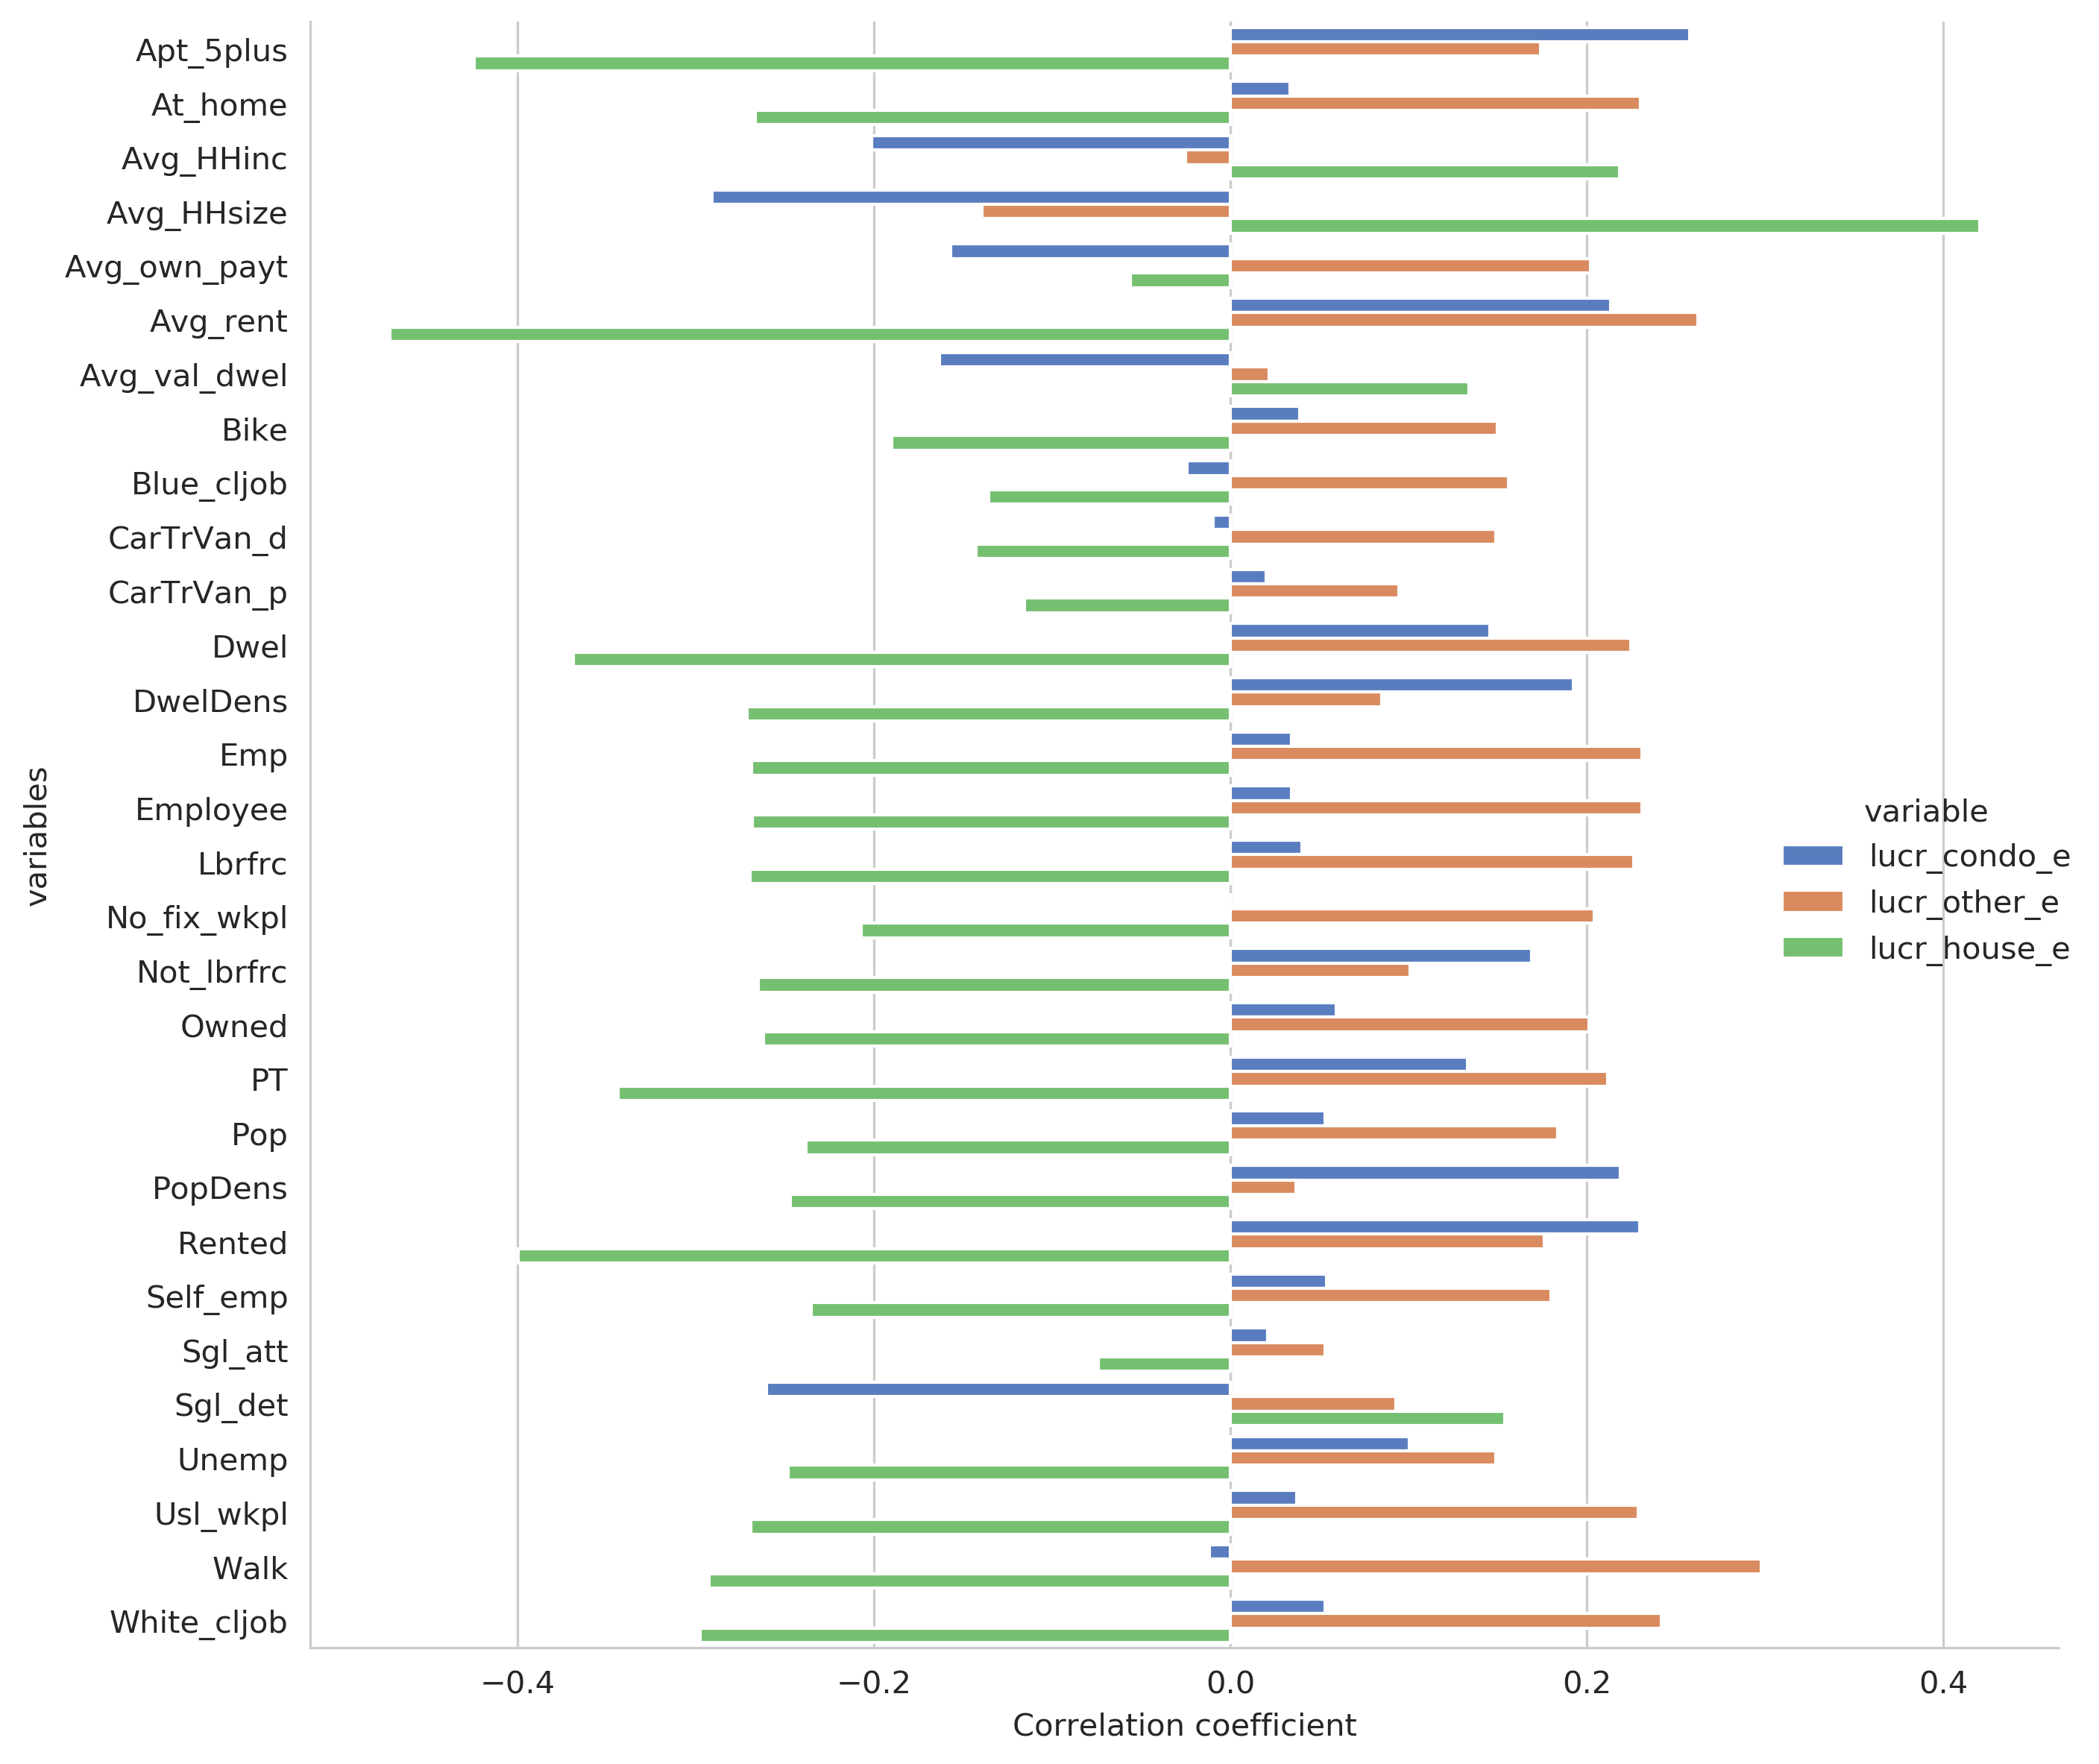 Apt_5plus
At_home
Avg_HHinc
Avg_HHsize
Avg_own_payt
Avg_rent
Avg_val_dwel
Bike
Blue_cljob
CarTrVan_d
CarTrVan_p
Dwel
DwelDens
Emp
Employee
Lbrfrc
No_fix_wkpl
Not_lbrfrc
Owned
PT
Pop
PopDens
Rented
Self_emp
Sgl_att
Sgl_det
Unemp
Usl_wkpl
Walk
White_cljob
variables
−0.4 −0.2 0.0 0.2 0.4
Correlation coefficient
variable
lucr_condo_e
lucr_other_e
lucr_house_e